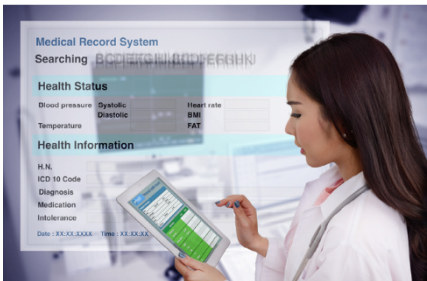 Medical Record System
Searching
Health Status
Blood pressure Systolic Heart rate
Diastolic BMI
Temperature FAT
Health Information
H.N.
ICD 10 Code
Diagnosis
Medication
Intolerance
Date : XX:XX:XXXX Time : XX:XX:XX